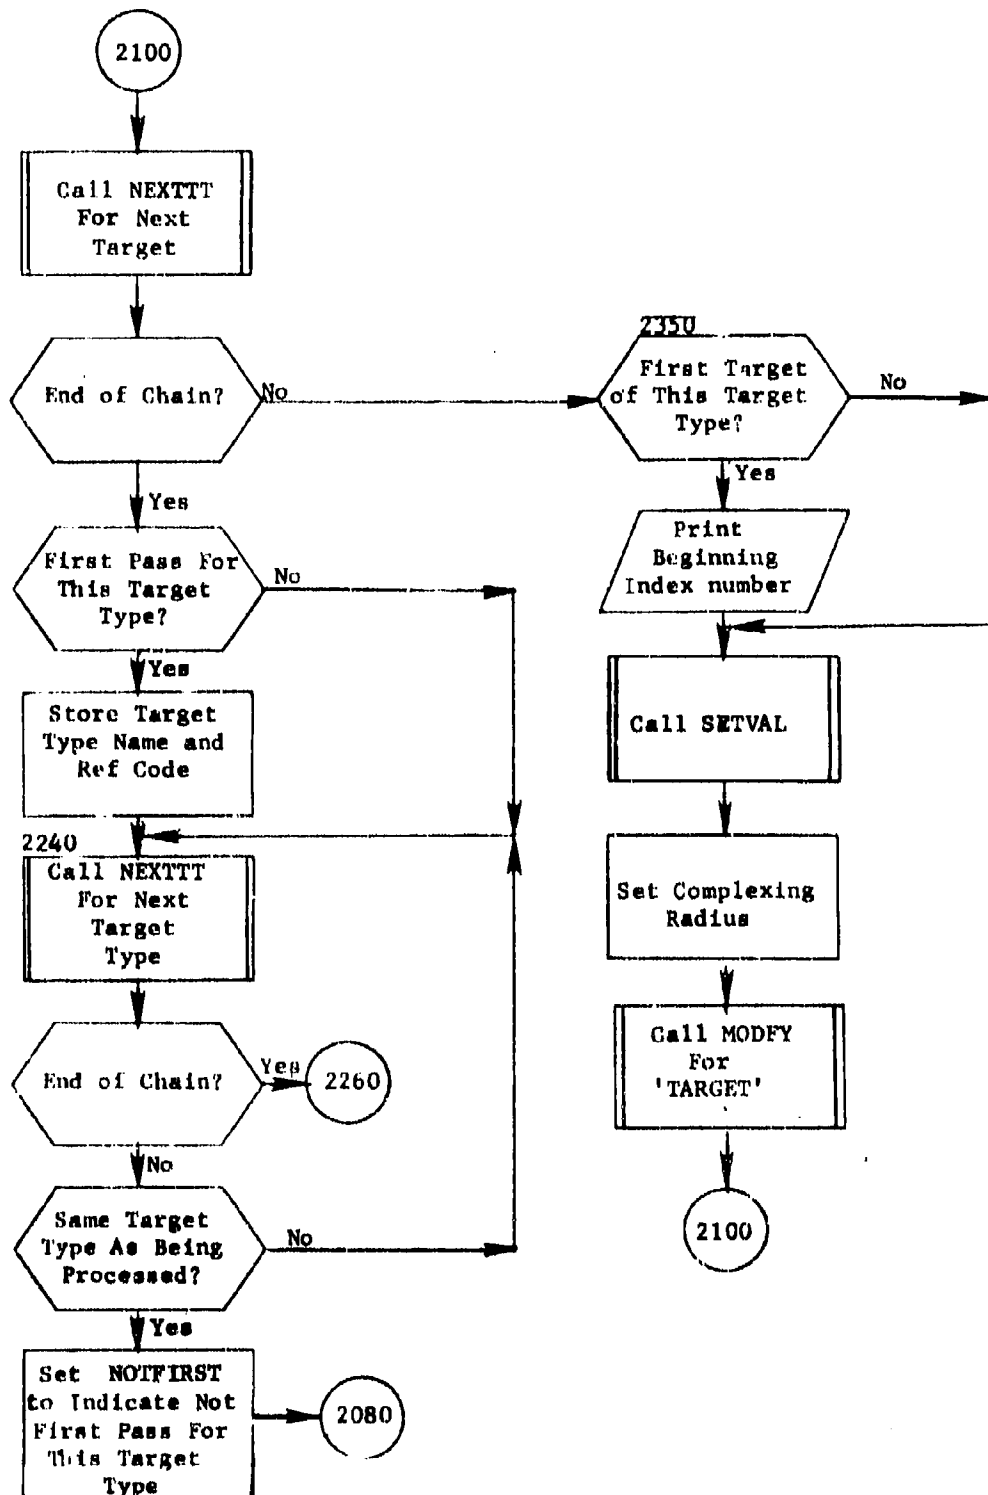 2100
Call NEXTTT
For Next
Target
End of Chain?
No
Yes
First Pass For
This Target
Type?
No
Yes
Store Target
Type Name and
Ref Code
2240
Call NEXTTT
For Next
Target
Type
End of Chain?
Yes
2260
No
Same Target
Type As Being
Processed?
No
Yes
Set NOTFIRST
to Indicate Not
First Pass For
This Target
Type
2080
2350
First Target
of This Target
Type?
No
Yes
Print
Beginning
Index number
Call SETVAL
Set Complexing
Radius
Call MODFY
For
'TARGET'
2100